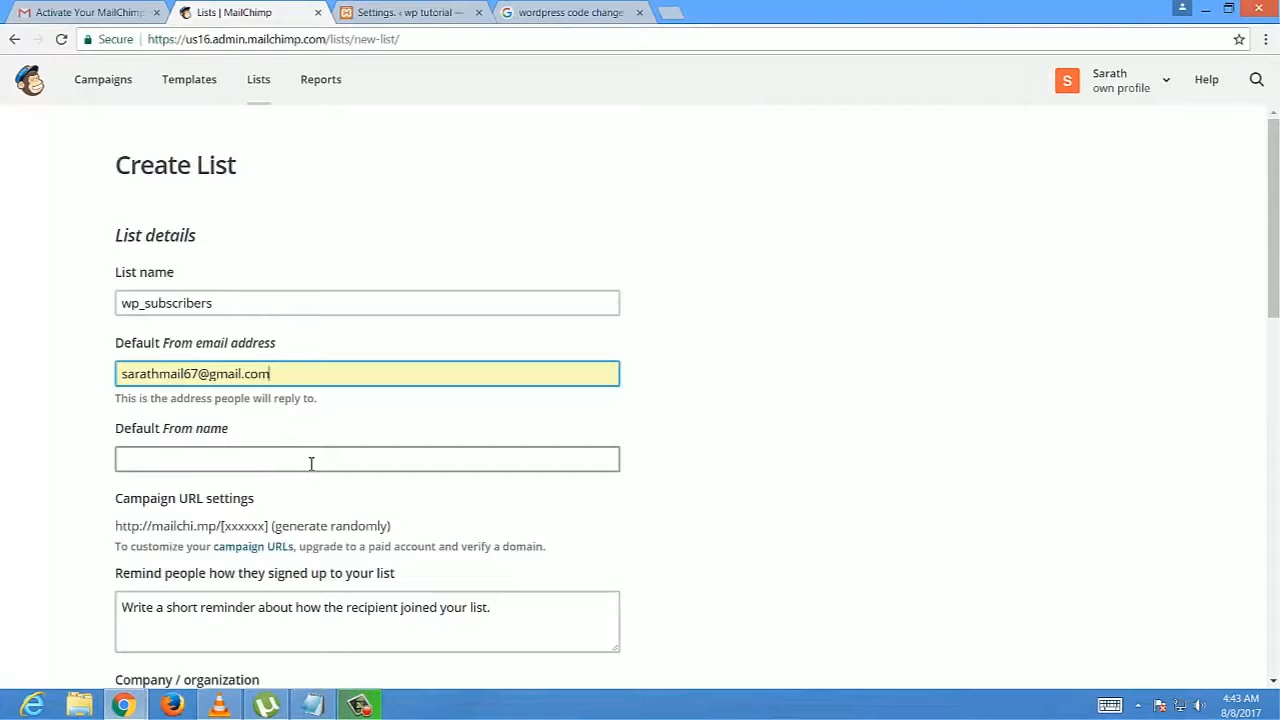 Activate Your MailChimp
Lists | MailChimp
Settings. ‹ wp tutorial —
wordpress code change
Secure
https://us16.admin.mailchimp.com/lists/new-list/
Campaigns
Templates
Lists
Reports
S
Sarath
own profile
Help
Create List
List details
List name
wp_subscribers
Default From email address
sarathmail67@gmail.com
This is the address people will reply to.
Default From name
Campaign URL settings
http://mailchi.mp/[xxxxxx] (generate randomly)
To customize your campaign URLs, upgrade to a paid account and verify a domain.
Remind people how they signed up to your list
Write a short reminder about how the recipient joined your list.
Company / organization
4:43 AM
8/8/2017